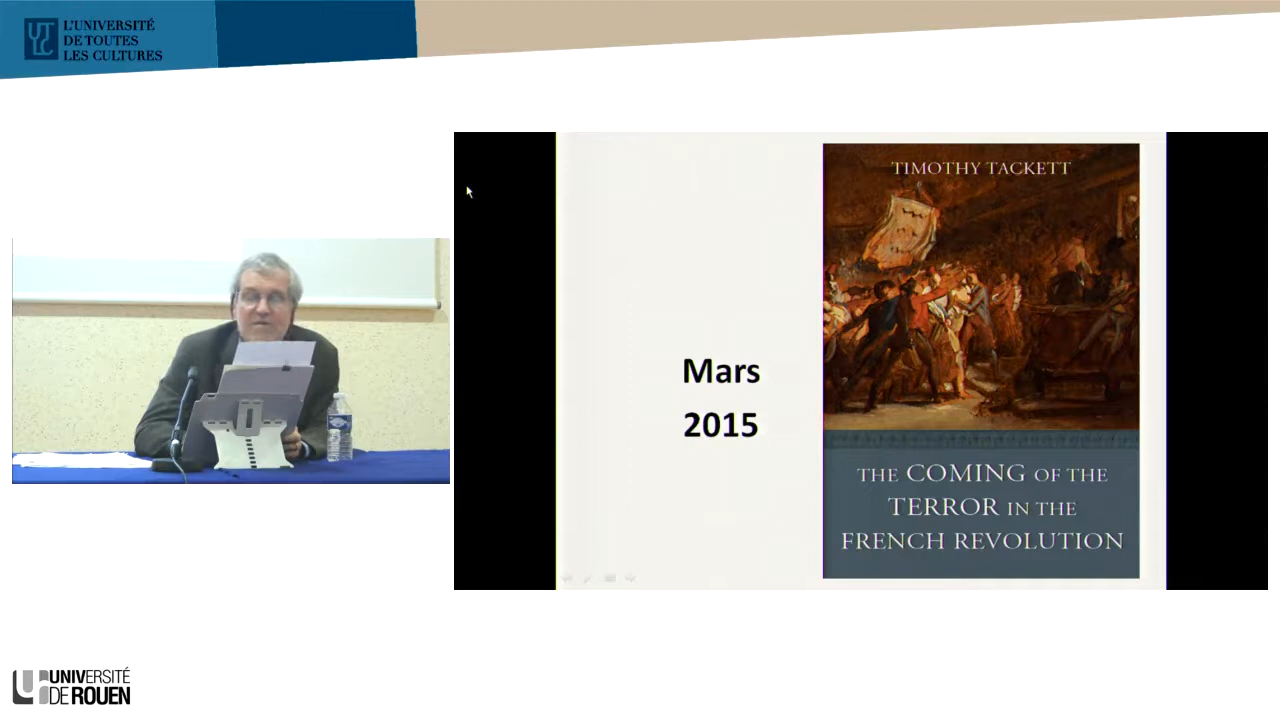 L'UNIVERSITÉ
DE TOUTES
LES CULTURES
Mars
2015
TIMOTHY TACKETT
THE COMING OF THE
TERROR IN THE
FRENCH REVOLUTION
UNIVERSITÉ
DE ROUEN